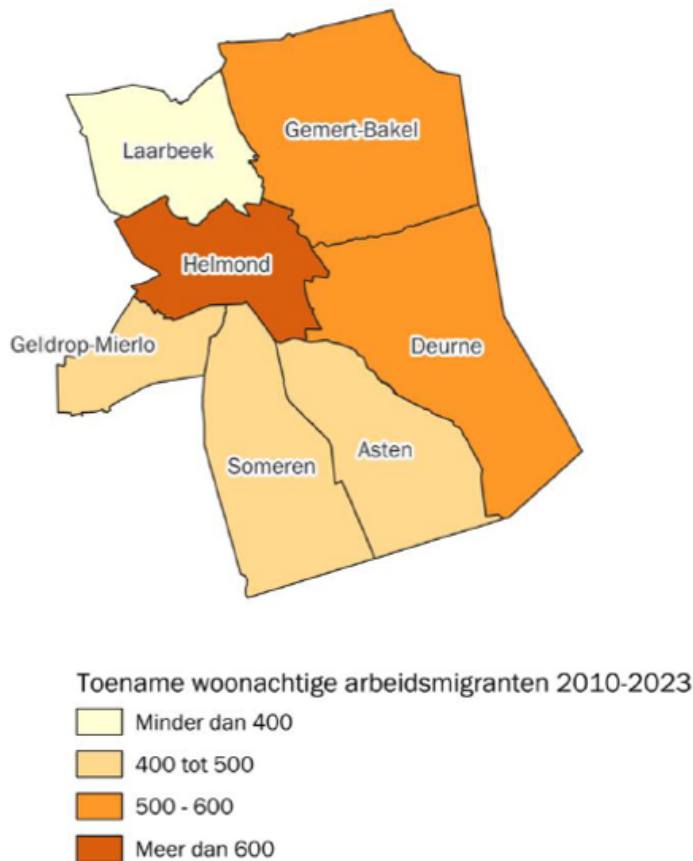 Gemert-Bakel
Laarbeek
Helmond
Geldrop-Mierlo
Deurne
Asten
Someren
Toename woonachtige arbeidsmigranten 2010-2023
Minder dan 400
400 tot 500
500 - 600
Meer dan 600